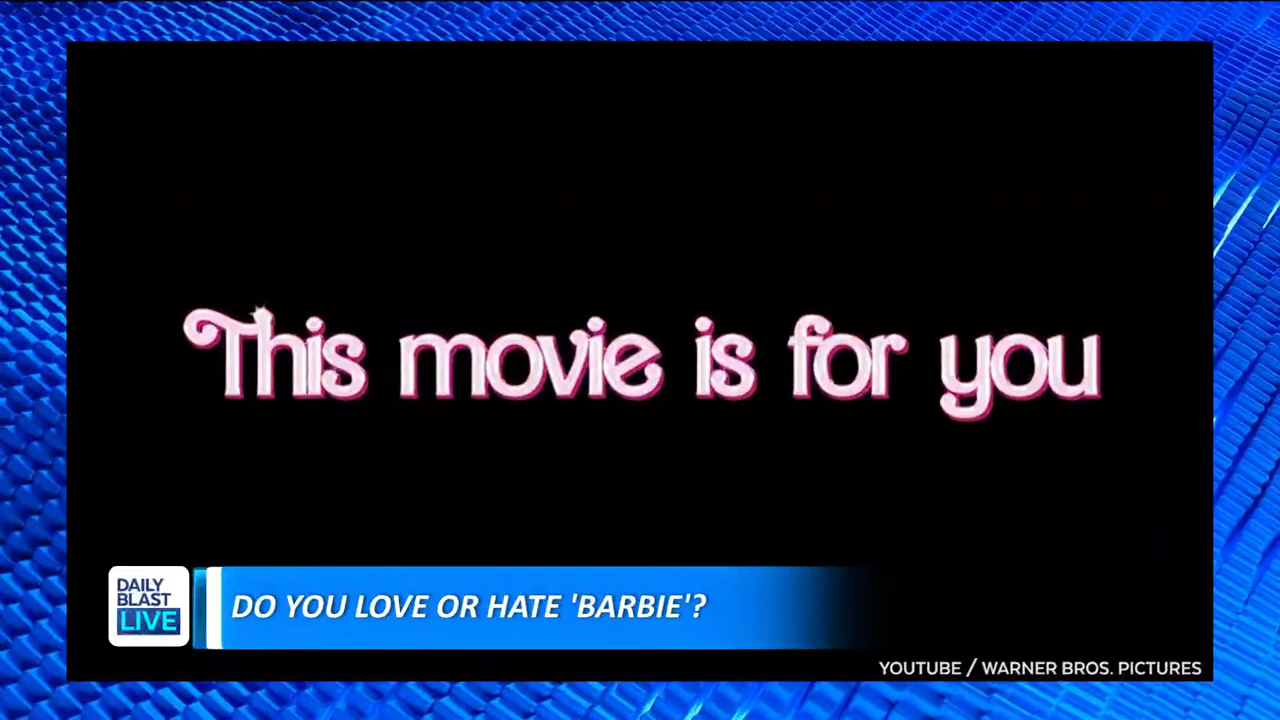 This movie is for you
DAILY
BLAST
LIVE
DO YOU LOVE OR HATE 'BARBIE'?
YOUTUBE / WARNER BROS. PICTURES